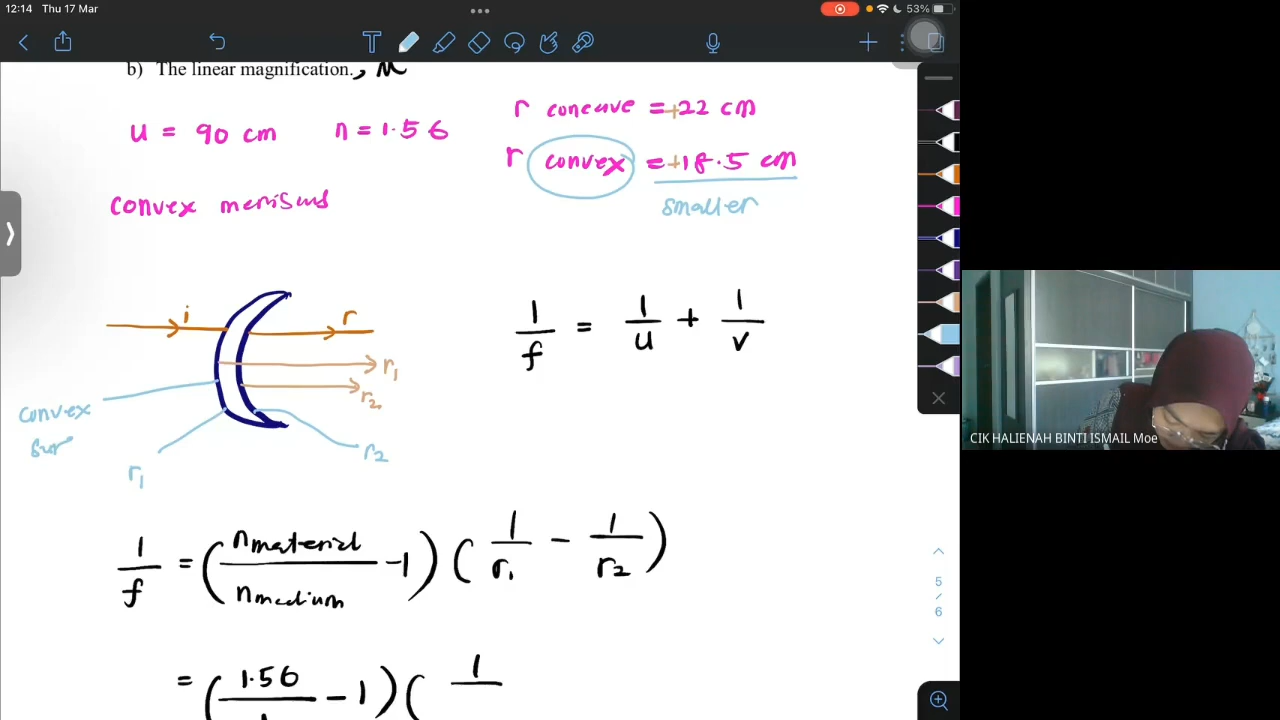 12:14 Thu 17 Mar
53%
b) The linear magnification., M
u = 90 cm n = 1.56
r concave = +22 cm
r convex = +18.5 cm
smaller
convex meniscus
i r
r1
r2
convex
sur
r1
r2
1/f = 1/u + 1/v
1/f = (nmaterial/nmedium - 1) (1/r1 - 1/r2)
= (1.56/1 - 1) (1/
5
/
6
CIK HALIENAH BINTI ISMAIL Moe